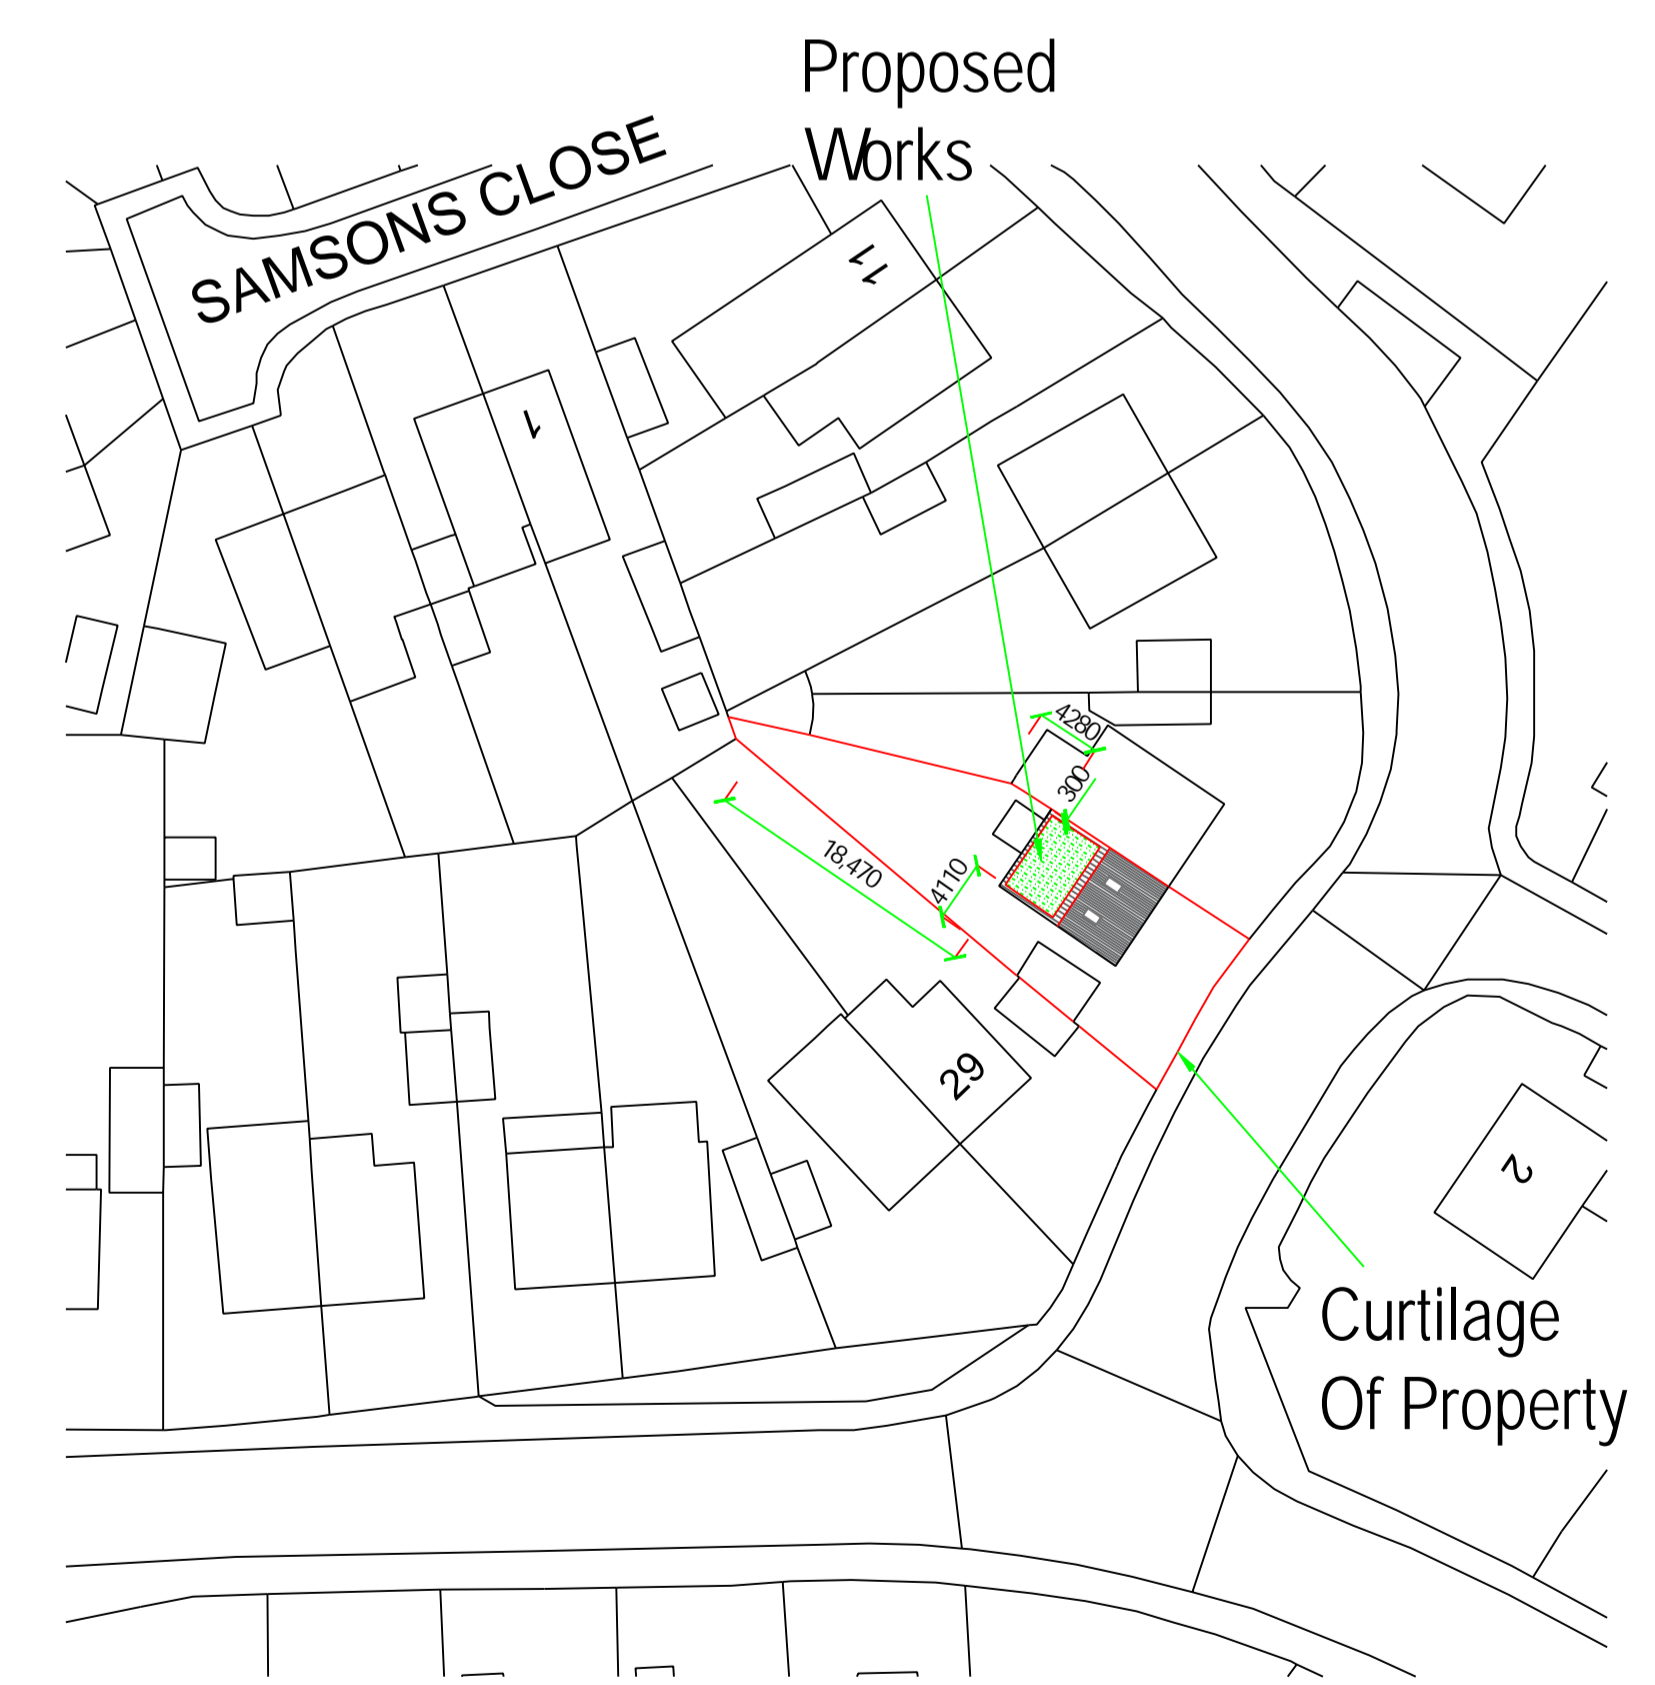 Proposed
Works
SAMSONS CLOSE
11
1
4280
300
18,470
4110
29
2
Curtilage
Of Property